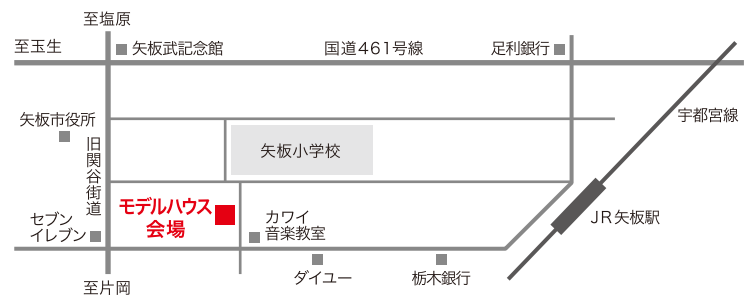 至塩原
至玉生
矢板武記念館
国道461号線
足利銀行
矢板市役所
宇都宮線
旧関谷街道
矢板小学校
モデルハウス
会場
セブン
イレブン
カワイ
音楽教室
JR矢板駅
ダイユー
栃木銀行
至片岡